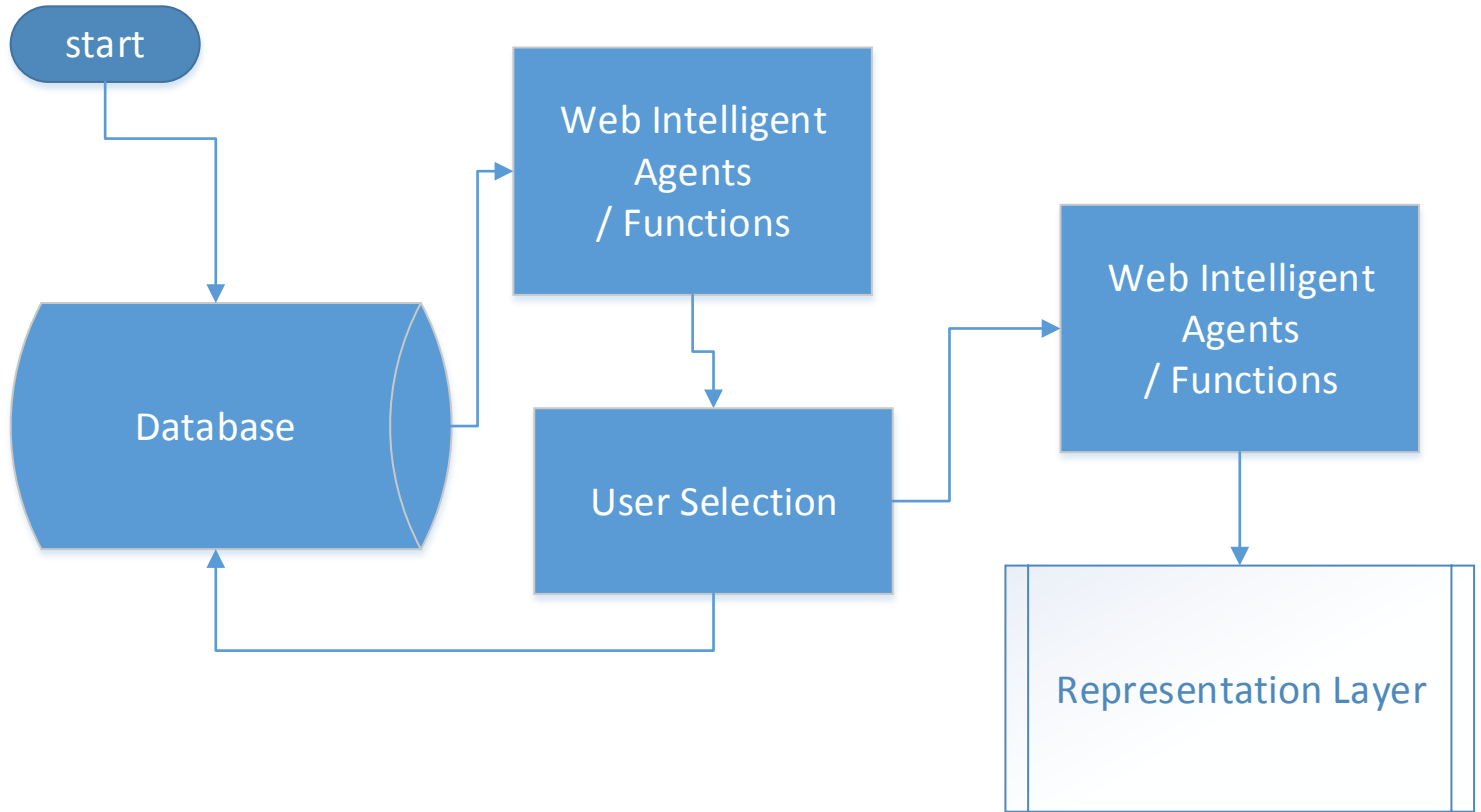 start
Web Intelligent
Agents
/ Functions
Web Intelligent
Agents
/ Functions
Database
User Selection
Representation Layer